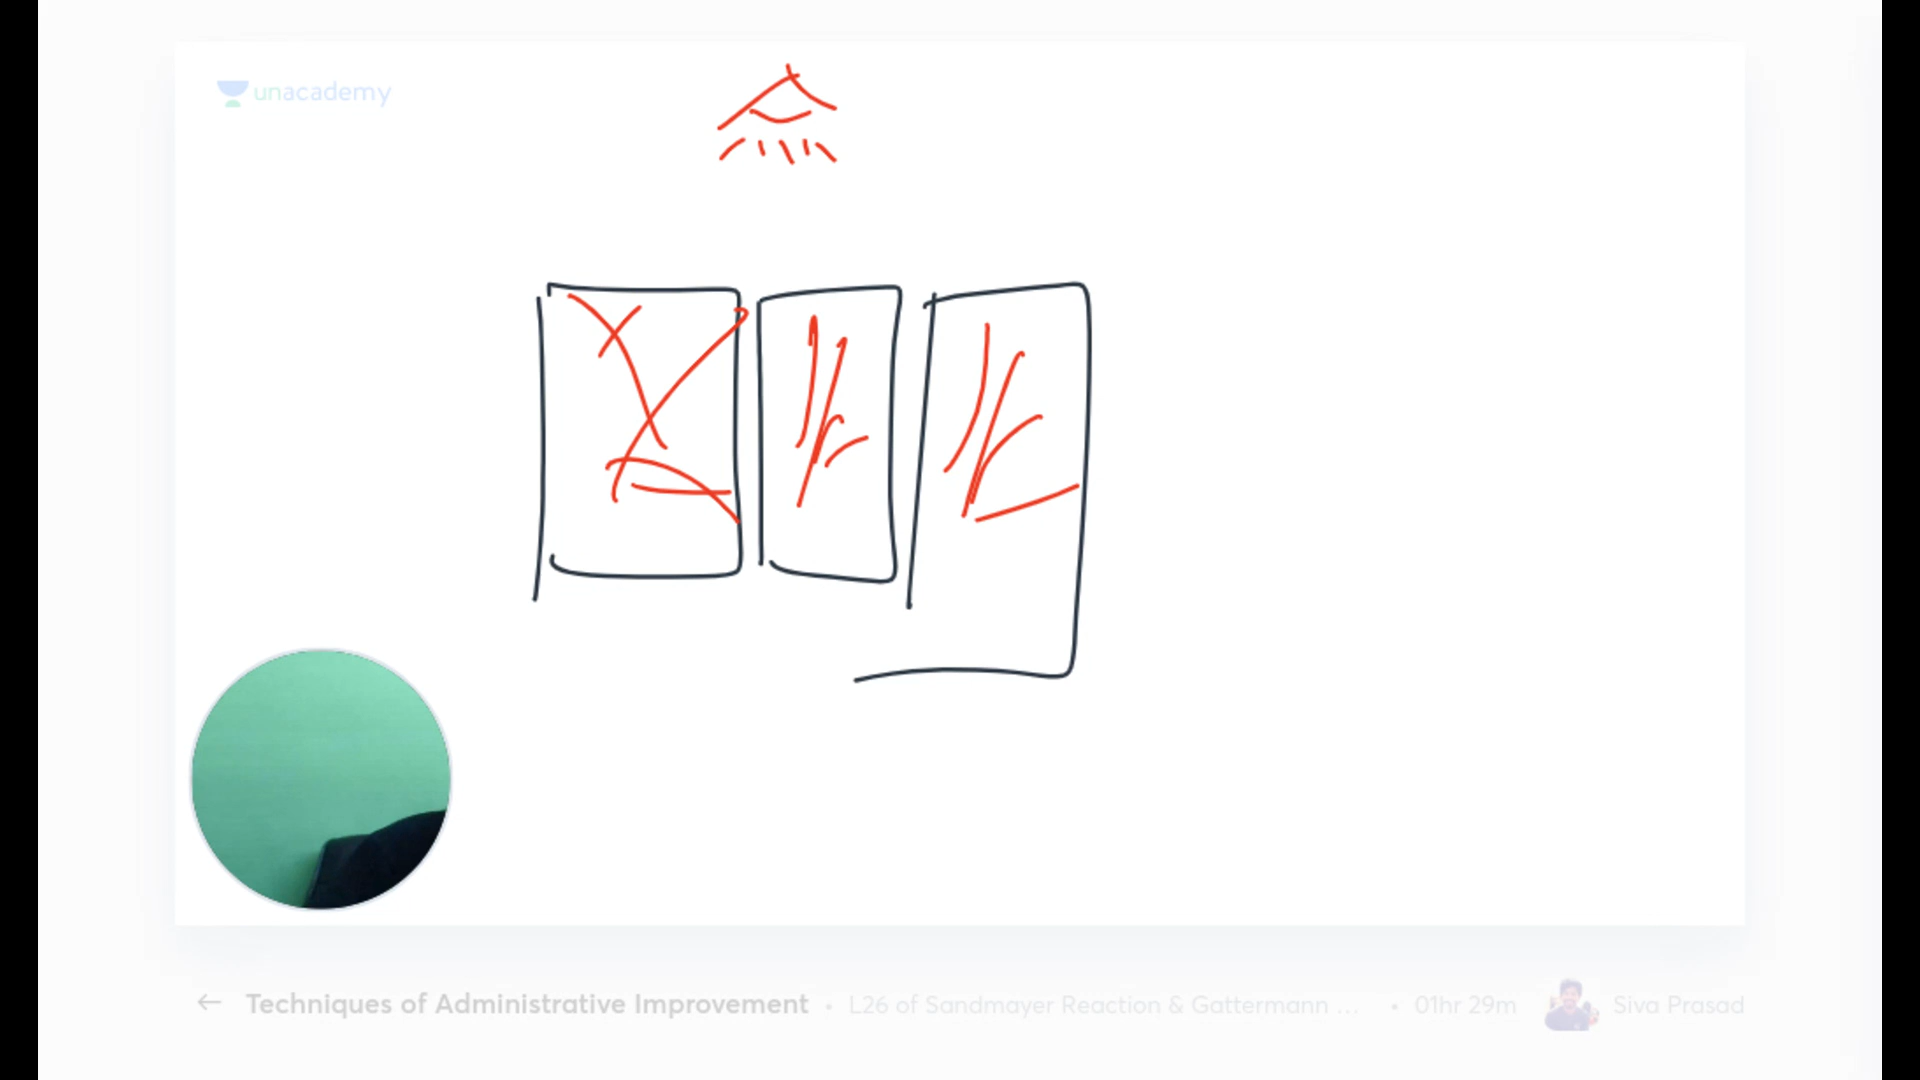 unacademy
← Techniques of Administrative Improvement • L26 of Sandmayer Reaction & Gattermann ... • 01hr 29m Siva Prasad